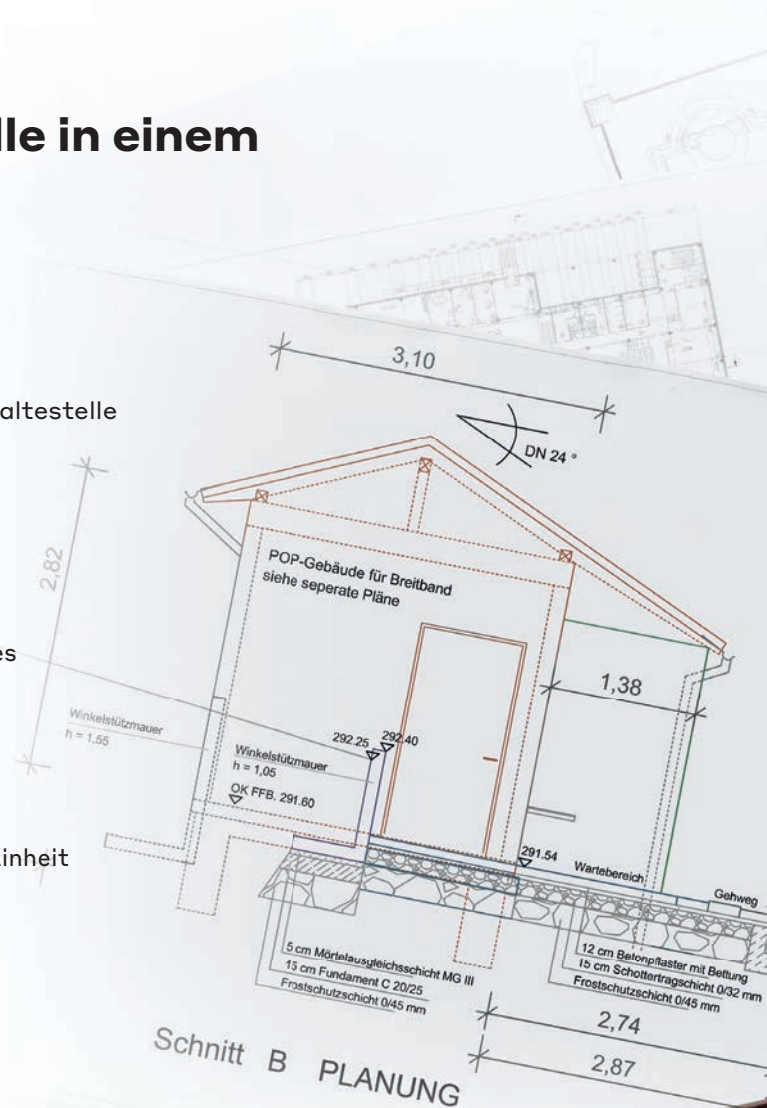 lle in einem
3,10
altestelle
DN 24 °
2,82
POP-Gebäude für Breitband
siehe seperate Pläne
es
1,38
Winkelstützmauer
h = 1,55
292.25
292.40
Winkelstützmauer
h = 1,05
OK FFB. 291.60
291.54
Wartebereich
Gehweg
inheit
5 cm Mörtelausgleichsschicht MG III
15 cm Fundament C 20/25
Frostschutzschicht 0/45 mm
12 cm Betonpflaster mit Bettung
15 cm Schottertragschicht 0/32 mm
Frostschutzschicht 0/45 mm
2,74
2,87
Schnitt B PLANUNG